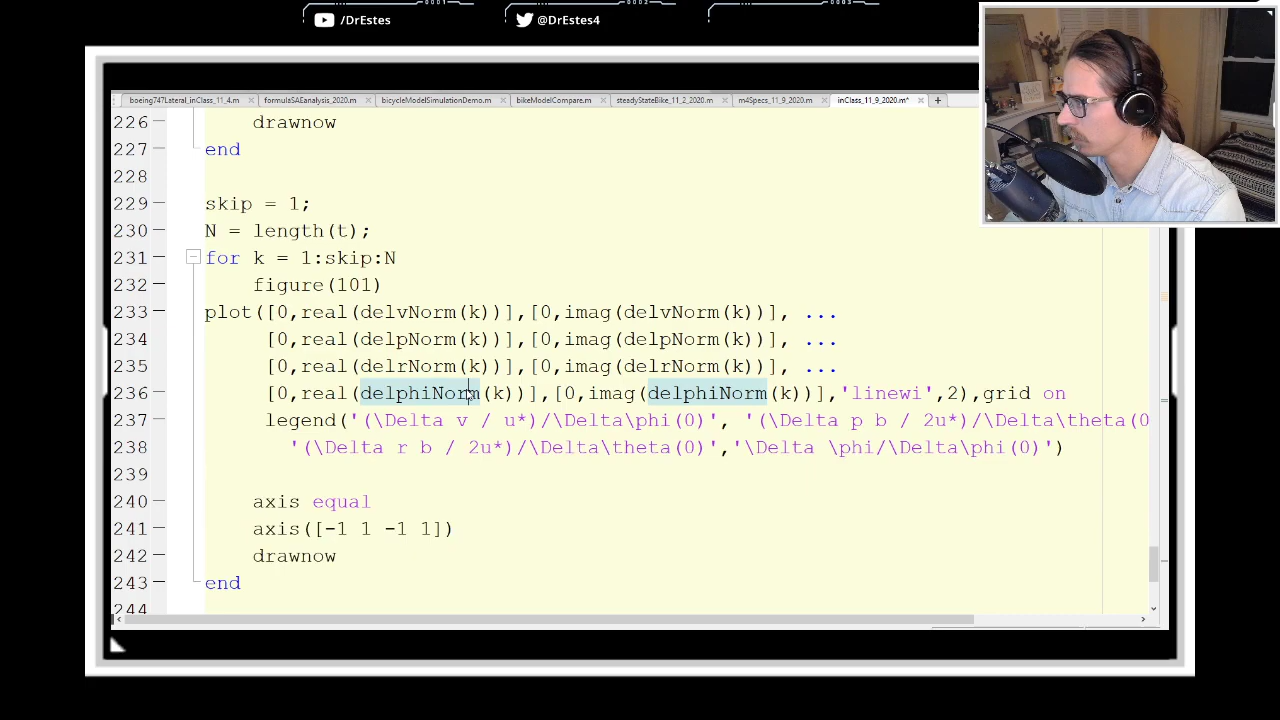 0001 0002 0003
/DrEstes @DrEstes4
boeing747Lateral_inClass_11_4.m × formulaSAEanalysis_2020.m × bicycleModelSimulationDemo.m × bikeModelCompare.m × steadyStateBike_11_2_2020.m × m4Specs_11_9_2020.m × inClass_11_9_2020.m* × +
226 drawnow
227 end
228
229 skip = 1;
230 N = length(t);
231 for k = 1:skip:N
232 figure(101)
233 plot([0,real(delvNorm(k))],[0,imag(delvNorm(k))], ...
234 [0,real(delpNorm(k))],[0,imag(delpNorm(k))], ...
235 [0,real(delrNorm(k))],[0,imag(delrNorm(k))], ...
236 [0,real(delphiNorm(k))],[0,imag(delphiNorm(k))],'linewi',2),grid on
237 legend('(\Delta v / u*)/\Delta\phi(0)', '(\Delta p b / 2u*)/\Delta\theta(0
238 '(\Delta r b / 2u*)/\Delta\theta(0)','\Delta \phi/\Delta\phi(0)')
239
240 axis equal
241 axis([-1 1 -1 1])
242 drawnow
243 end
244